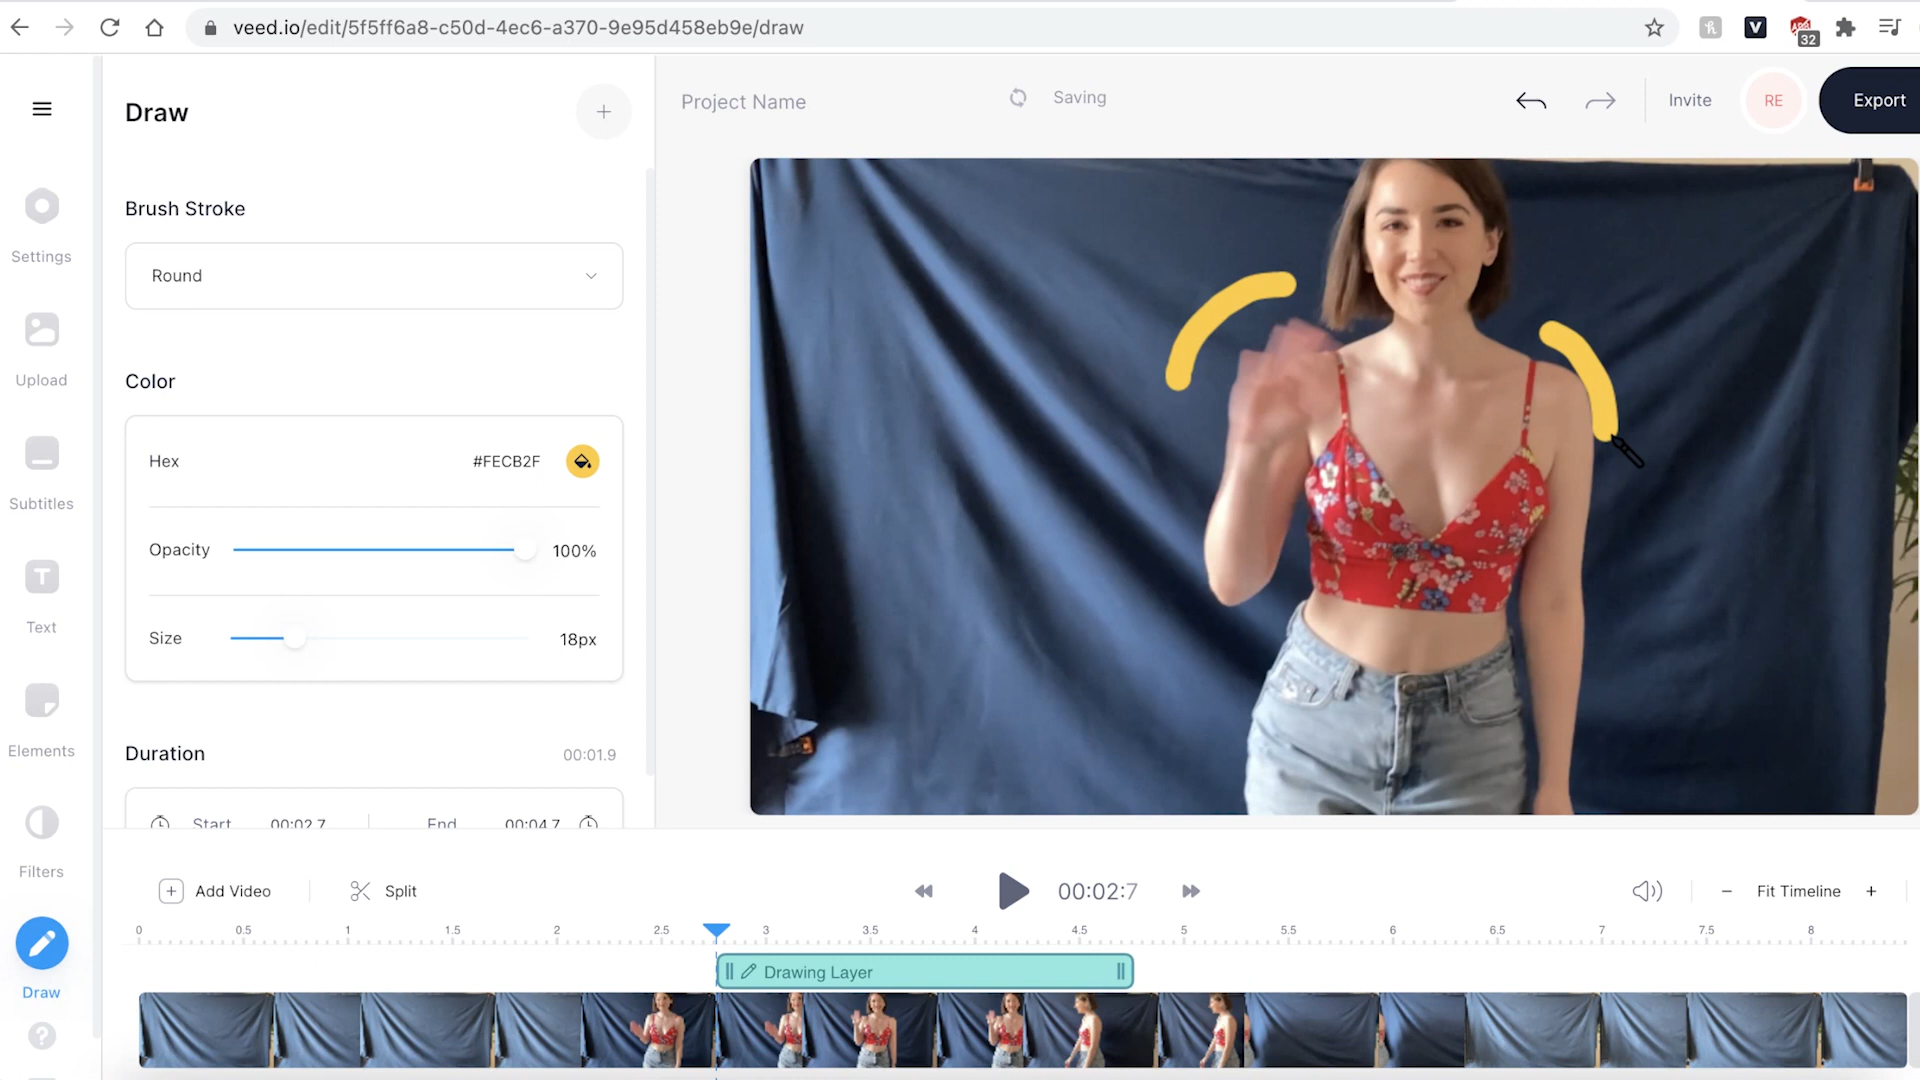 veed.io/edit/5f5ff6a8-c50d-4ec6-a370-9e95d458eb9e/draw
32
Draw
Project Name
Saving
Invite
RE
Export
Settings
Upload
Subtitles
Text
Elements
Filters
Draw
Brush Stroke
Round
Color
Hex #FECB2F
Opacity 100%
Size 18px
Duration 00:01.9
Start 00:02.7 End 00:04.7
Add Video Split 00:02:7 Fit Timeline
0 0.5 1 1.5 2 2.5 3 3.5 4 4.5 5 5.5 6 6.5 7 7.5 8
Drawing Layer